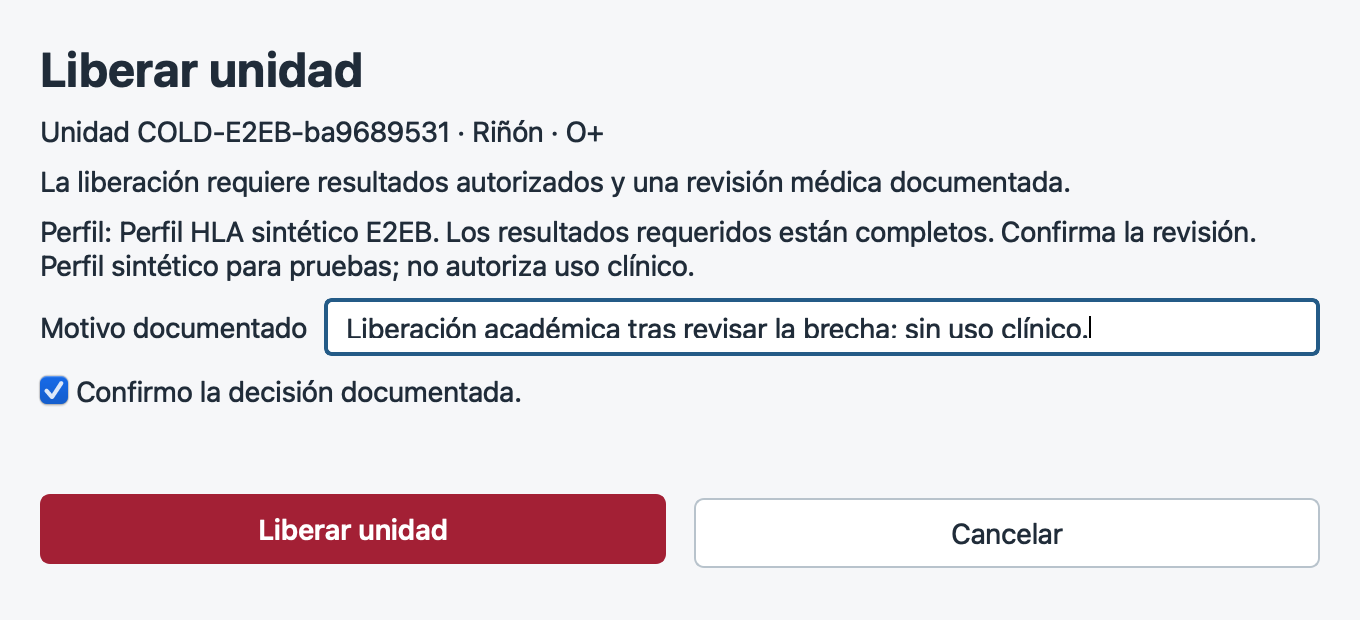 Liberar unidad
Unidad COLD-E2EB-ba9689531 · Riñón · O+
La liberación requiere resultados autorizados y una revisión médica documentada.
Perfil: Perfil HLA sintético E2EB. Los resultados requeridos están completos. Confirma la revisión.
Perfil sintético para pruebas; no autoriza uso clínico.
Motivo documentado Liberación académica tras revisar la brecha: sin uso clínico.
Confirmo la decisión documentada.
Liberar unidad Cancelar